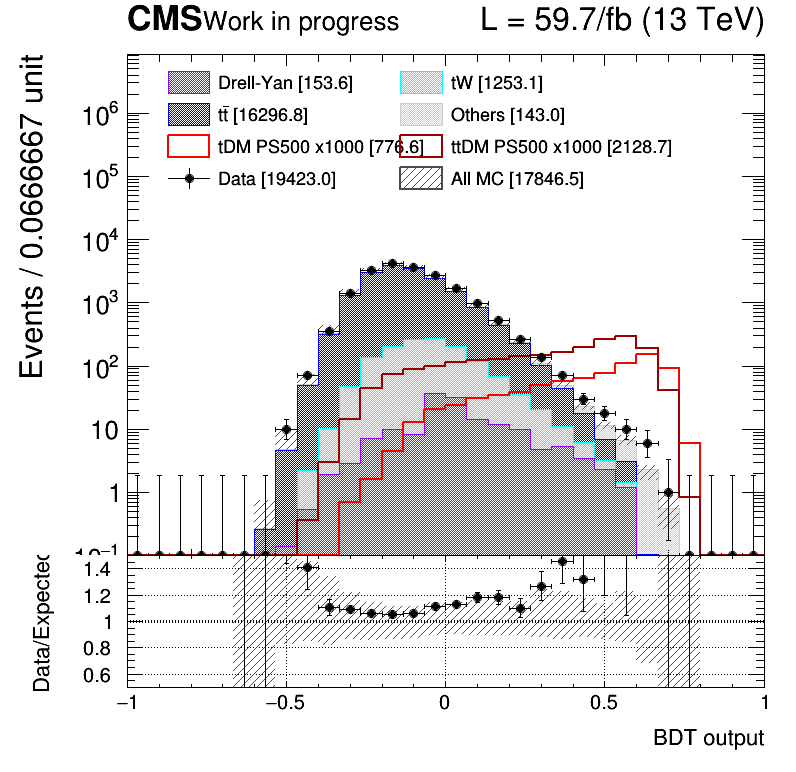 CMS Work in progress L = 59.7/fb (13 TeV)
Events / 0.0666667 unit
Drell-Yan [153.6] tW [1253.1]
tt̄ [16296.8] Others [143.0]
tDM PS500 x1000 [776.6] ttDM PS500 x1000 [2128.7]
Data [19423.0] All MC [17846.5]
10⁶
10⁵
10⁴
10³
10²
10
1
10⁻¹
Data/Expected
1.4
1.2
1
0.8
0.6
−1 −0.5 0 0.5 1
BDT output